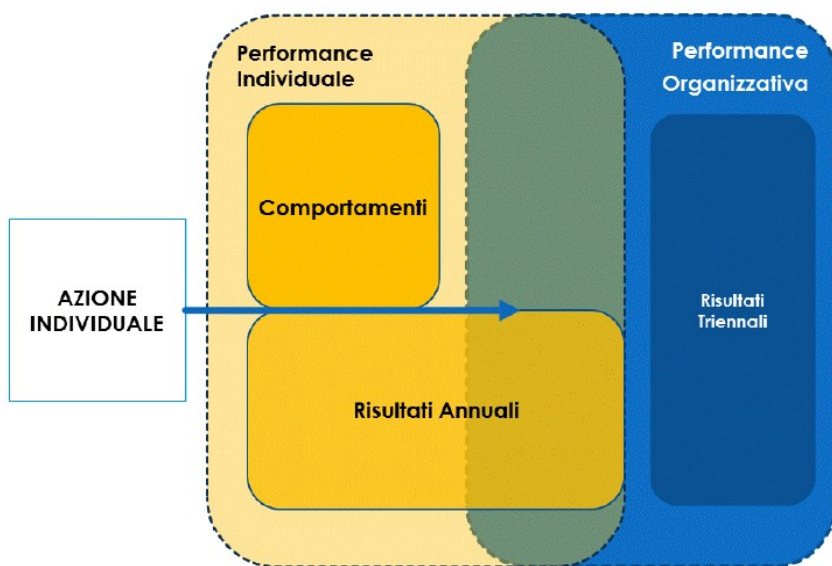 Performance
Individuale
Performance
Organizzativa
Comportamenti
AZIONE
INDIVIDUALE
Risultati
Triennali
Risultati Annuali